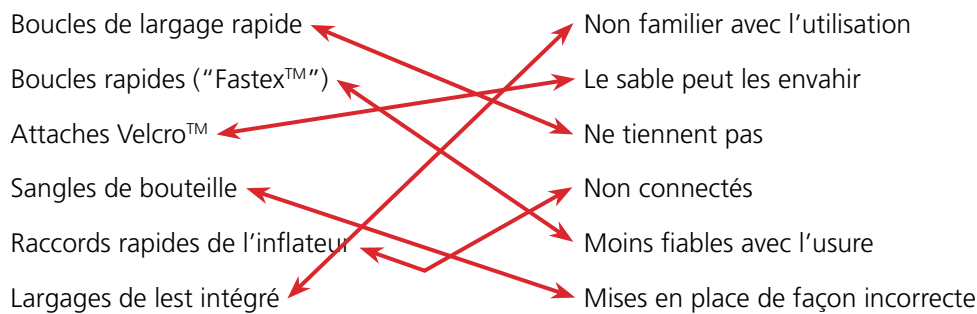 Boucles de largage rapide
Boucles rapides (“Fastex™”)
Attaches Velcro™
Sangles de bouteille
Raccords rapides de l’inflateur
Largages de lest intégré
Non familier avec l’utilisation
Le sable peut les envahir
Ne tiennent pas
Non connectés
Moins fiables avec l’usure
Mises en place de façon incorrecte